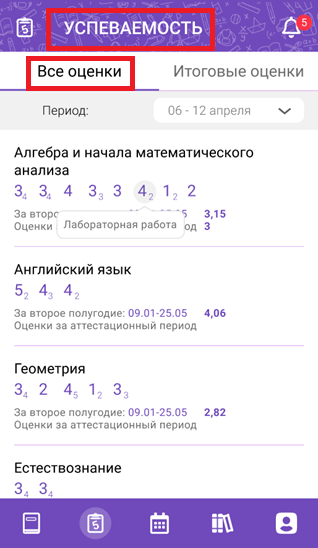 5
УСПЕВАЕМОСТЬ
5
Все оценки
Итоговые оценки
Период:
06 - 12 апреля
Алгебра и начала математического
анализа
3₄ 3₄ 4 3₃ 3 4₂ 1₂ 2
За второе 3,15
Оценки од 3
Лабораторная работа
Английский язык
5₂ 4₃ 4₂
За второе полугодие: 09.01-25.05 4,06
Оценки за аттестационный период
Геометрия
3₄ 2 4₅ 1₂ 3₃
За второе полугодие: 09.01-25.05 2,82
Оценки за аттестационный период
Естествознание
3₄ 3₄
5